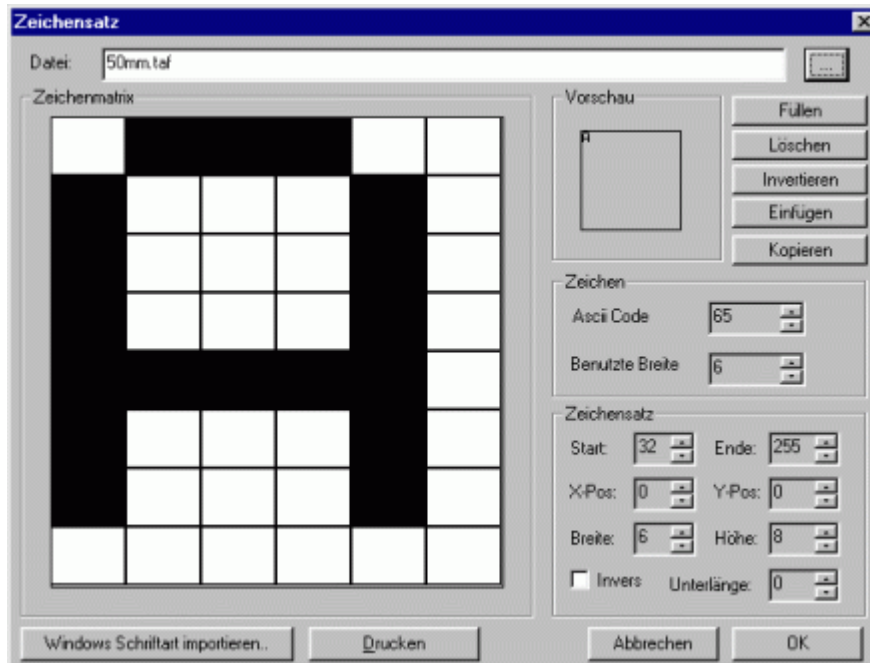 Zeichensatz
Datei: 50mm.taf ...
Zeichenmatrix
Vorschau
A
Füllen
Löschen
Invertieren
Einfügen
Kopieren
Zeichen
Ascii Code 65
Benutzte Breite 6
Zeichensatz
Start: 32 Ende: 255
X-Pos: 0 Y-Pos: 0
Breite: 6 Höhe: 8
Invers Unterlänge: 0
Windows Schriftart importieren.. Drucken Abbrechen OK